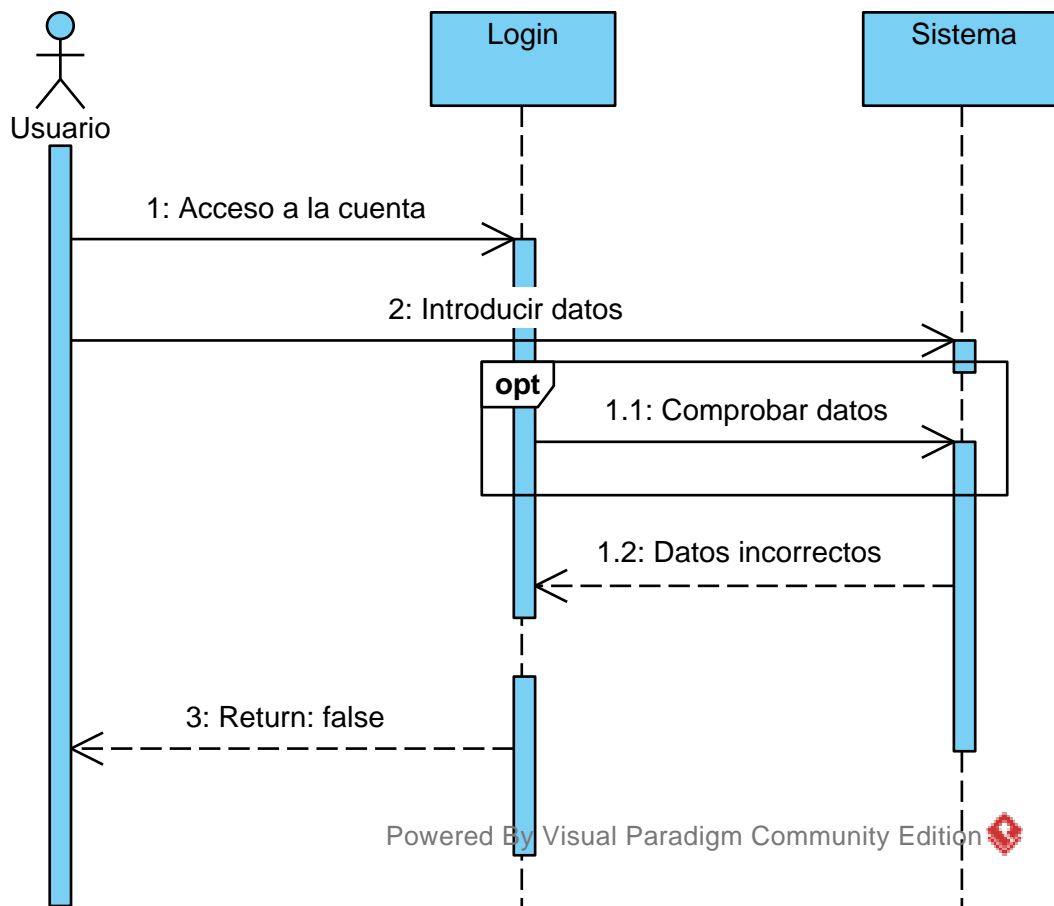 Login
Sistema
Usuario
1: Acceso a la cuenta
2: Introducir datos
opt
1.1: Comprobar datos
1.2: Datos incorrectos
3: Return: false
Powered By Visual Paradigm Community Edition